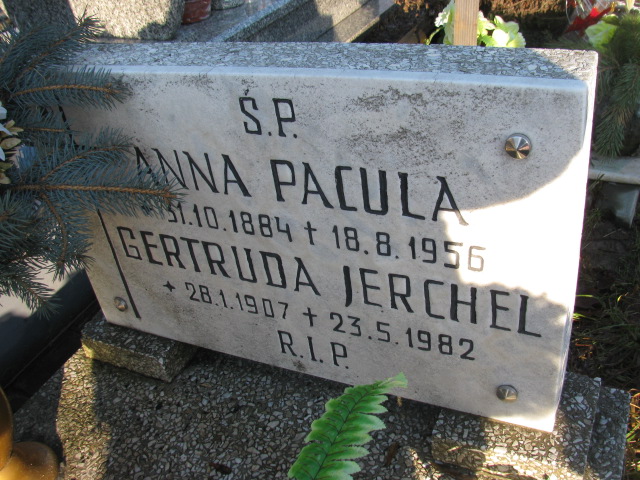 Ś.P.
ANNA PACULA
31.10.1884 † 18.8.1956
GERTRUDA JERCHEL
* 28.1.1907 † 23.5.1982
R.I.P.